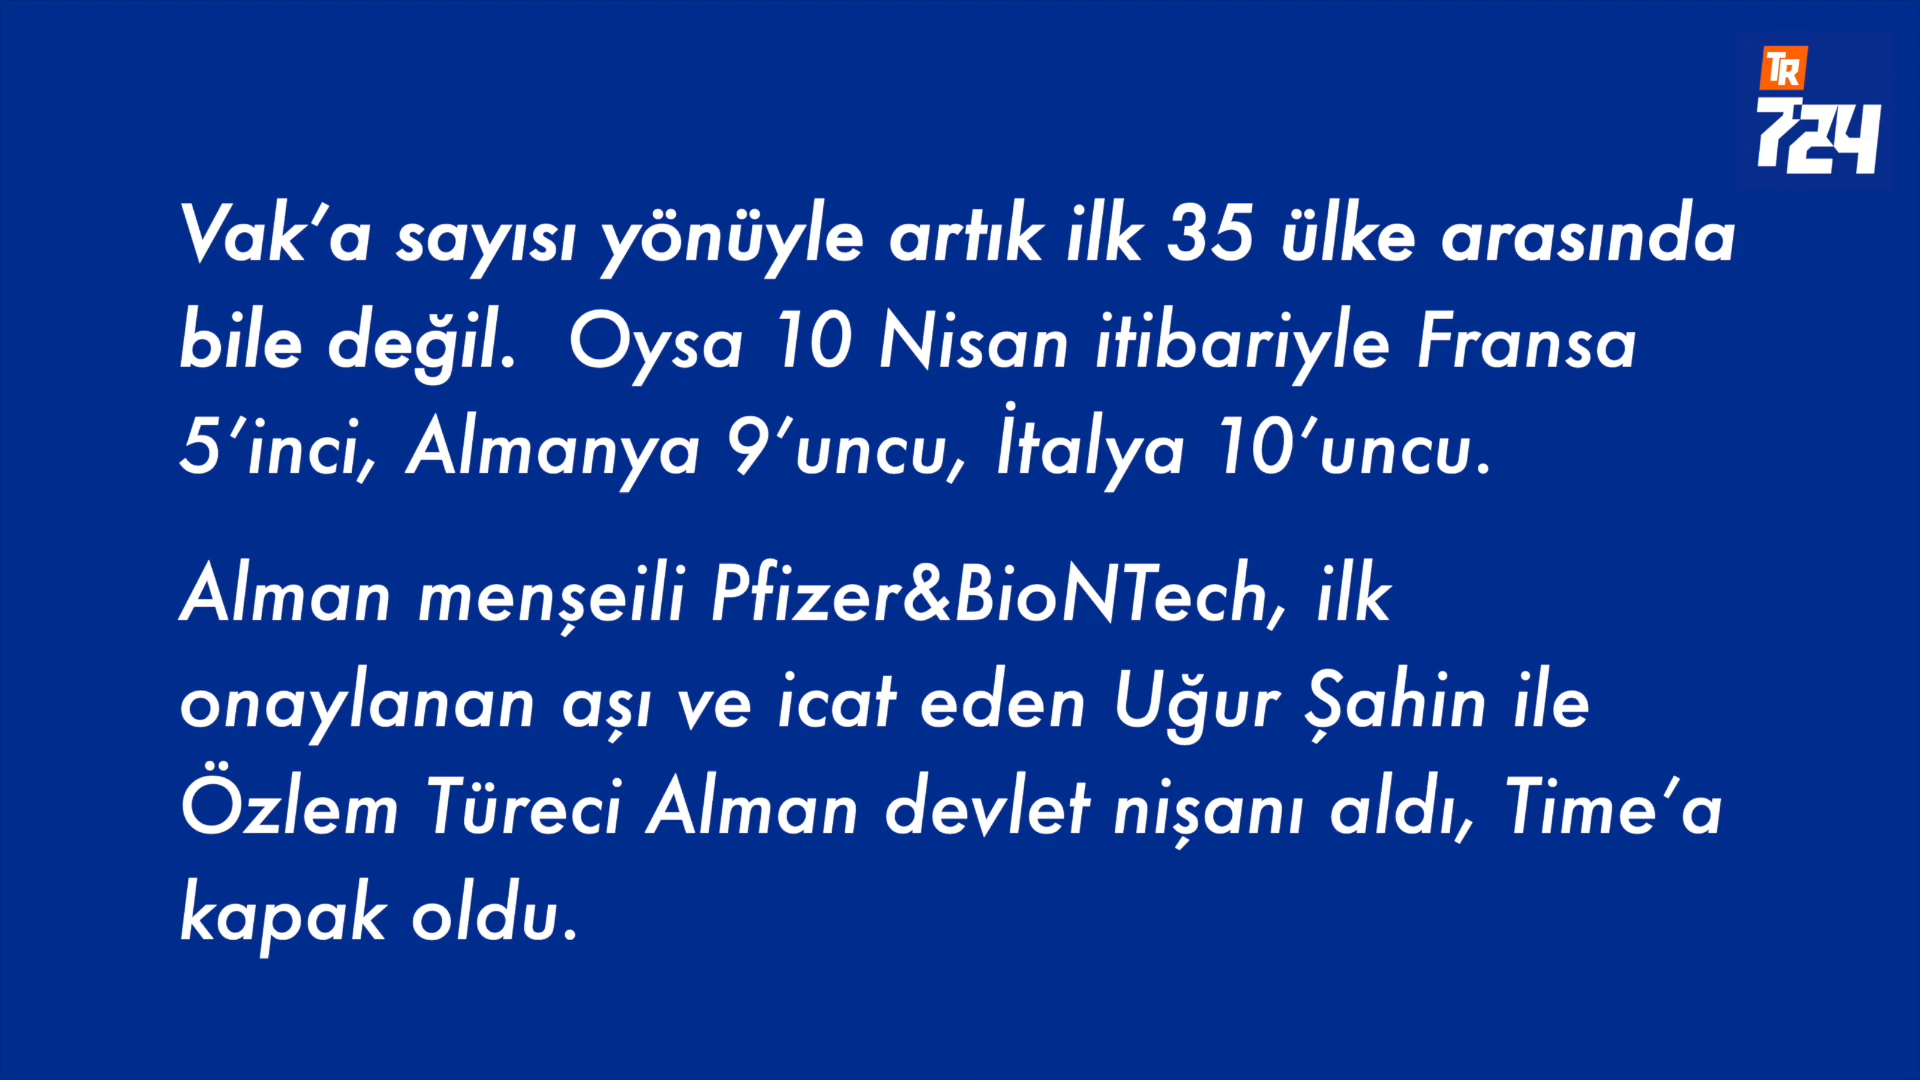 TR
724
Vak’a sayısı yönüyle artık ilk 35 ülke arasında
bile değil. Oysa 10 Nisan itibariyle Fransa
5’inci, Almanya 9’uncu, İtalya 10’uncu.
Alman menşeili Pfizer&BioNTech, ilk
onaylanan aşı ve icat eden Uğur Şahin ile
Özlem Türeci Alman devlet nişanı aldı, Time’a
kapak oldu.